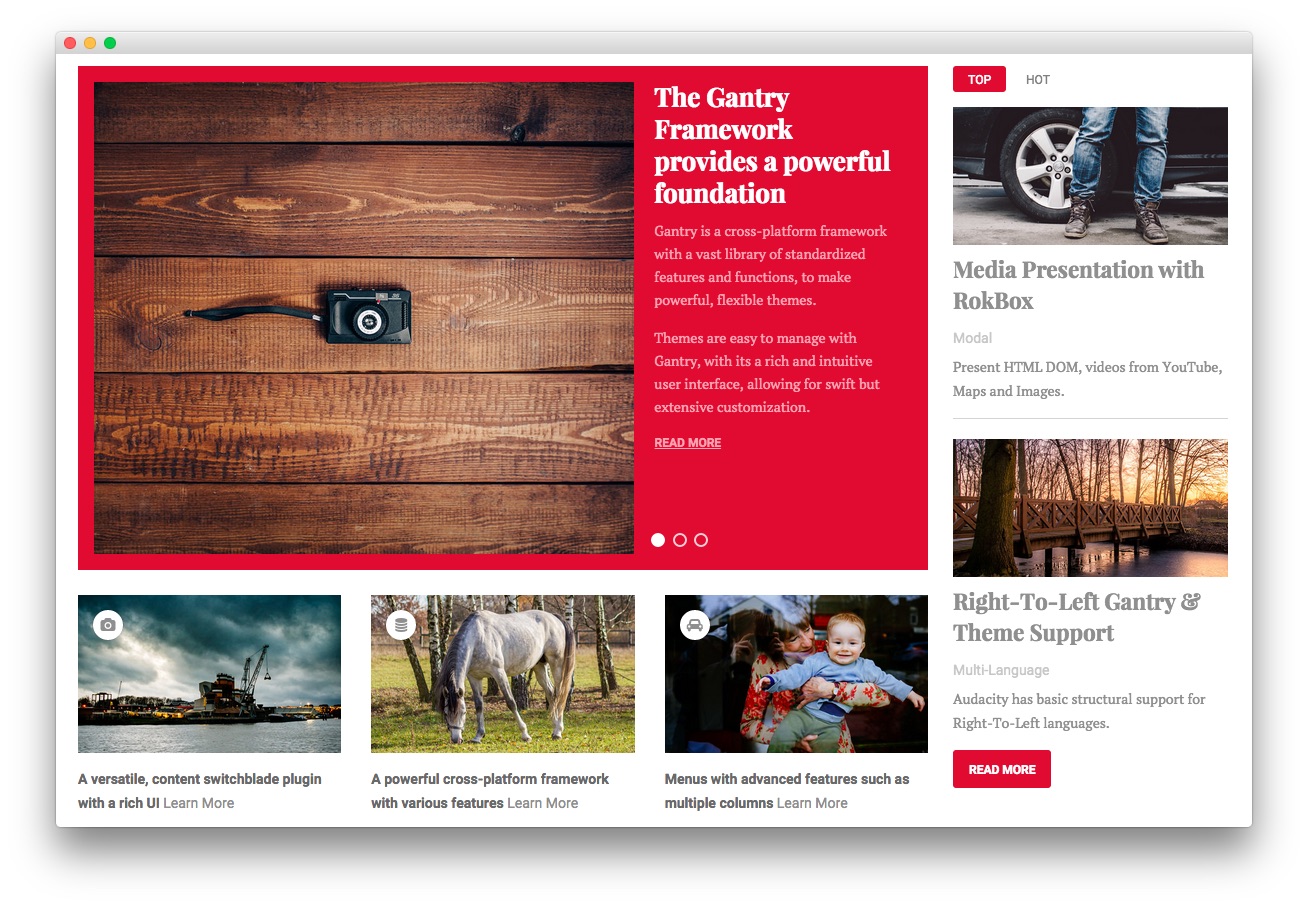 The Gantry
Framework
provides a powerful
foundation
Gantry is a cross-platform framework
with a vast library of standardized
features and functions, to make
powerful, flexible themes.
Themes are easy to manage with
Gantry, with its a rich and intuitive
user interface, allowing for swift but
extensive customization.
READ MORE
A versatile, content switchblade plugin
with a rich UI Learn More
A powerful cross-platform framework
with various features Learn More
Menus with advanced features such as
multiple columns Learn More
TOP HOT
Media Presentation with
RokBox
Modal
Present HTML DOM, videos from YouTube,
Maps and Images.
Right-To-Left Gantry &
Theme Support
Multi-Language
Audacity has basic structural support for
Right-To-Left languages.
READ MORE